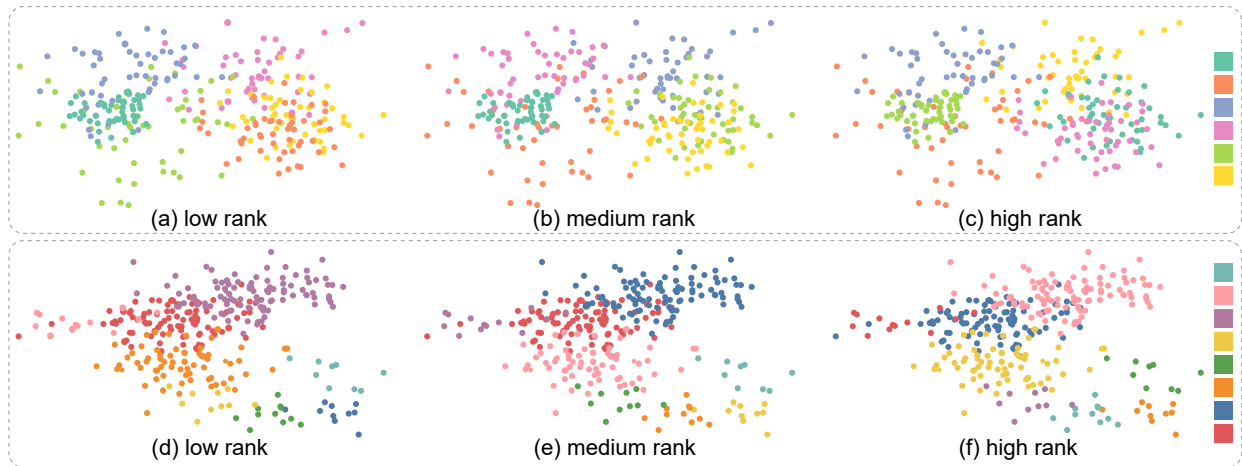 (a) low rank
(b) medium rank
(c) high rank
(d) low rank
(e) medium rank
(f) high rank